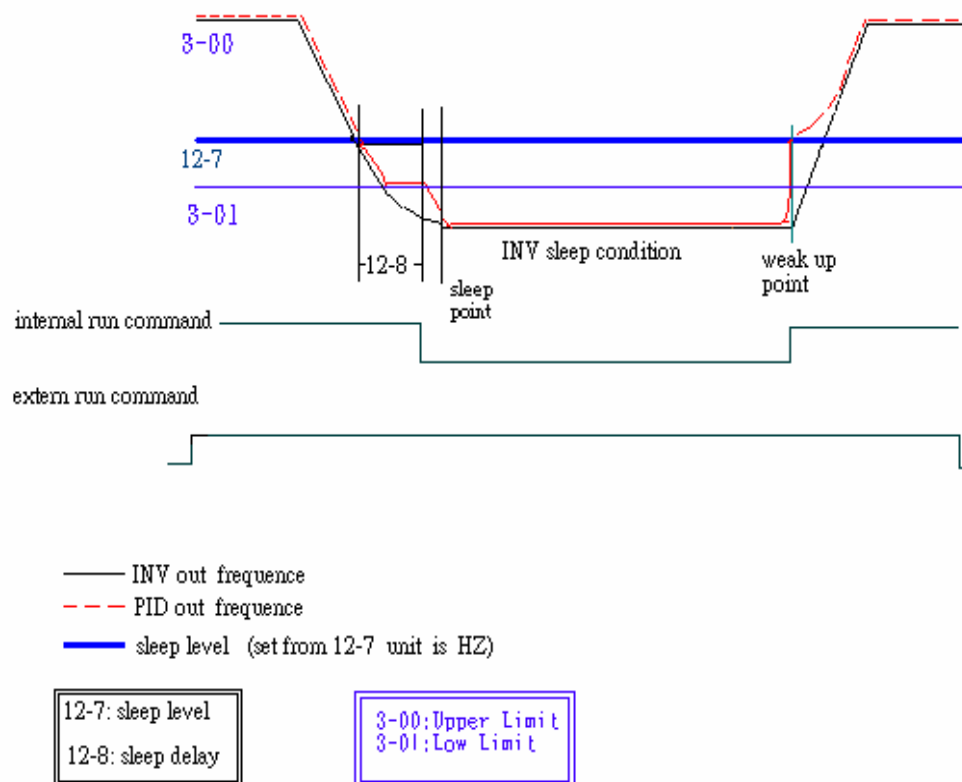 3-00
12-7
3-01
12-8
INV sleep condition
sleep
point
weak up
point
internal run command
extern run command
INV out frequence
PID out frequence
sleep level (set from 12-7 unit is HZ)
12-7: sleep level
12-8: sleep delay
3-00:Upper Limit
3-01:Low Limit